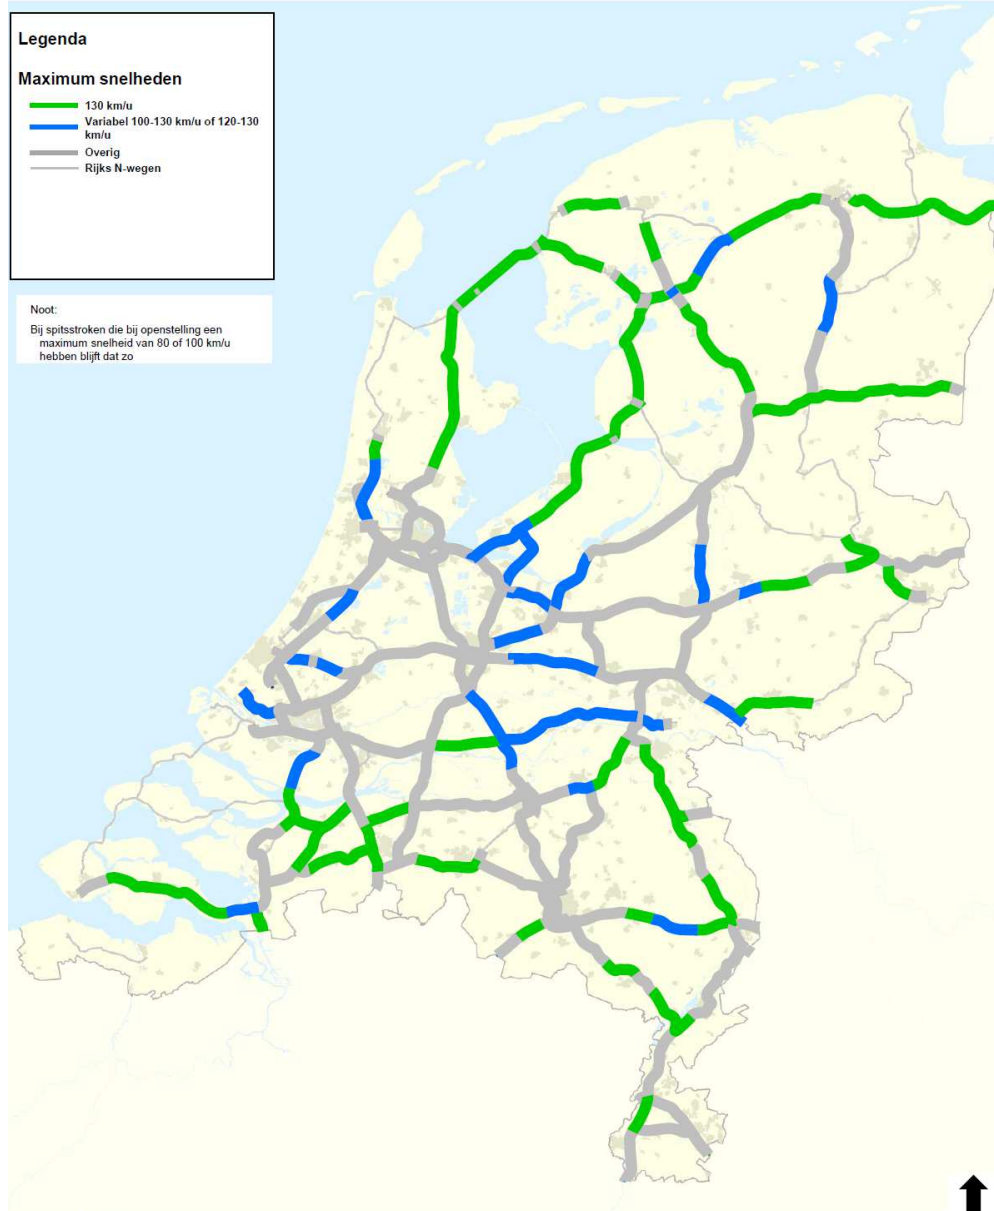 Legenda
Maximum snelheden
130 km/u
Variabel 100-130 km/u of 120-130
km/u
Overig
Rijks N-wegen
Noot:
Bij spitsstroken die bij openstelling een
maximum snelheid van 80 of 100 km/u
hebben blijft dat zo